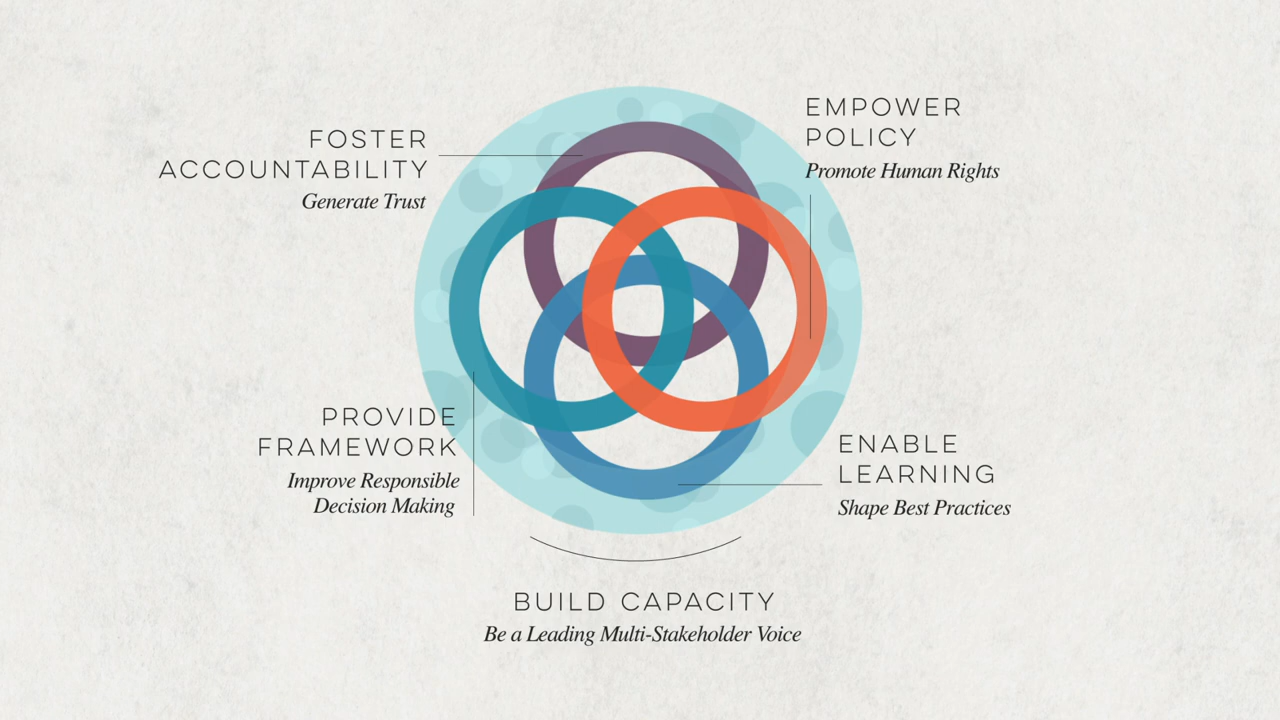 FOSTER
ACCOUNTABILITY
Generate Trust
EMPOWER
POLICY
Promote Human Rights
PROVIDE
FRAMEWORK
Improve Responsible
Decision Making
ENABLE
LEARNING
Shape Best Practices
BUILD CAPACITY
Be a Leading Multi-Stakeholder Voice